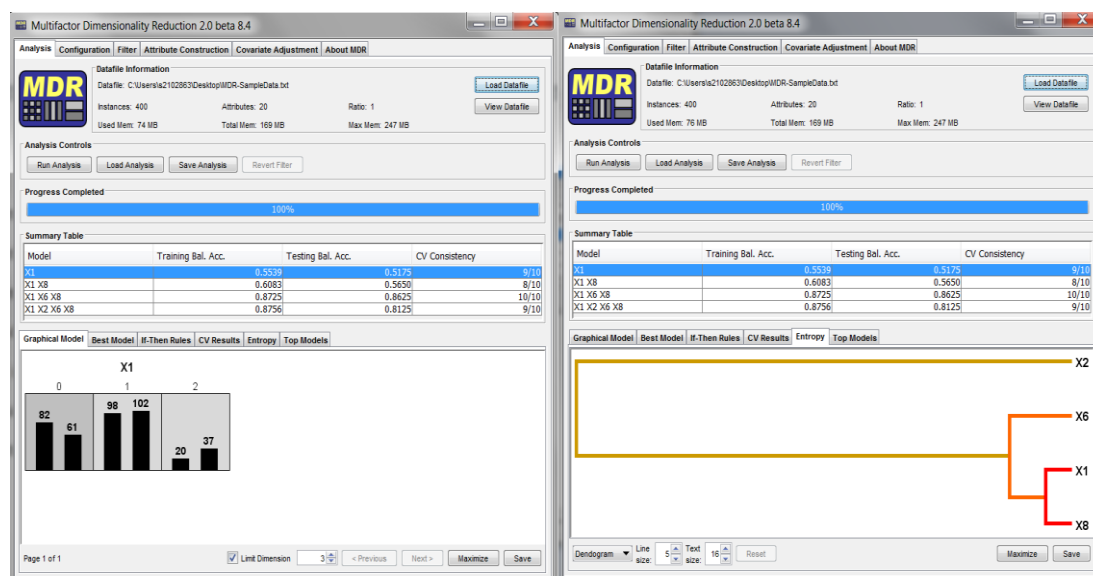 Multifactor Dimensionality Reduction 2.0 beta 8.4
Analysis Configuration Filter Attribute Construction Covariate Adjustment About MDR
MDR
Datafile Information
Datafile: C:\Users\s2102863\Desktop\MDR-SampleData.txt
Load Datafile
Instances: 400 Attributes: 20 Ratio: 1
View Datafile
Used Mem: 74 MB Total Mem: 169 MB Max Mem: 247 MB
Analysis Controls
Run Analysis Load Analysis Save Analysis Revert Filter
Progress Completed
100%
Summary Table
Model Training Bal. Acc. Testing Bal. Acc. CV Consistency
X1 0.5539 0.5175 9/10
X1 X8 0.6083 0.5650 8/10
X1 X6 X8 0.8725 0.8625 10/10
X1 X2 X6 X8 0.8756 0.8125 9/10
Graphical Model Best Model If-Then Rules CV Results Entropy Top Models
X1
0 1 2
82 61 98 102 20 37
Page 1 of 1 Limit Dimension 3 < Previous Next > Maximize Save
Multifactor Dimensionality Reduction 2.0 beta 8.4
Analysis Configuration Filter Attribute Construction Covariate Adjustment About MDR
MDR
Datafile Information
Datafile: C:\Users\s2102863\Desktop\MDR-SampleData.txt
Load Datafile
Instances: 400 Attributes: 20 Ratio: 1
View Datafile
Used Mem: 76 MB Total Mem: 169 MB Max Mem: 247 MB
Analysis Controls
Run Analysis Load Analysis Save Analysis Revert Filter
Progress Completed
100%
Summary Table
Model Training Bal. Acc. Testing Bal. Acc. CV Consistency
X1 0.5539 0.5175 9/10
X1 X8 0.6083 0.5650 8/10
X1 X6 X8 0.8725 0.8625 10/10
X1 X2 X6 X8 0.8756 0.8125 9/10
Graphical Model Best Model If-Then Rules CV Results Entropy Top Models
X2
X6
X1
X8
Dendogram Line size: 5 Text size: 16 Reset Maximize Save